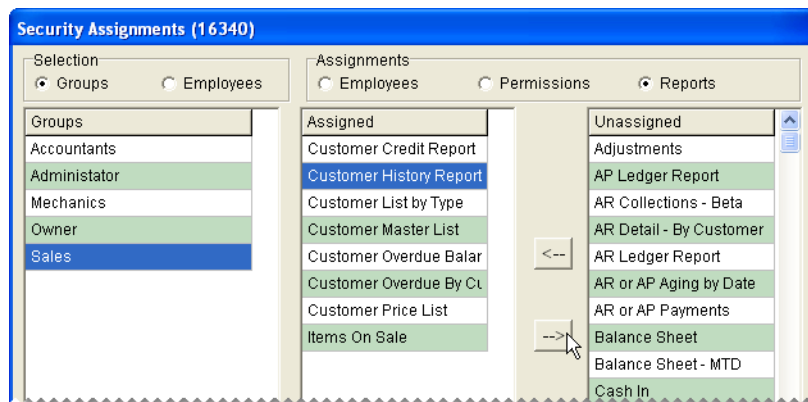 Security Assignments (16340)
Selection
Groups Employees
Assignments
Employees Permissions Reports
Groups
Accountants
Administator
Mechanics
Owner
Sales
Assigned
Customer Credit Report
Customer History Report
Customer List by Type
Customer Master List
Customer Overdue Balar
Customer Overdue By Cu
Customer Price List
Items On Sale
<--
-->
Unassigned
Adjustments
AP Ledger Report
AR Collections - Beta
AR Detail - By Customer
AR Ledger Report
AR or AP Aging by Date
AR or AP Payments
Balance Sheet
Balance Sheet - MTD
Cash In